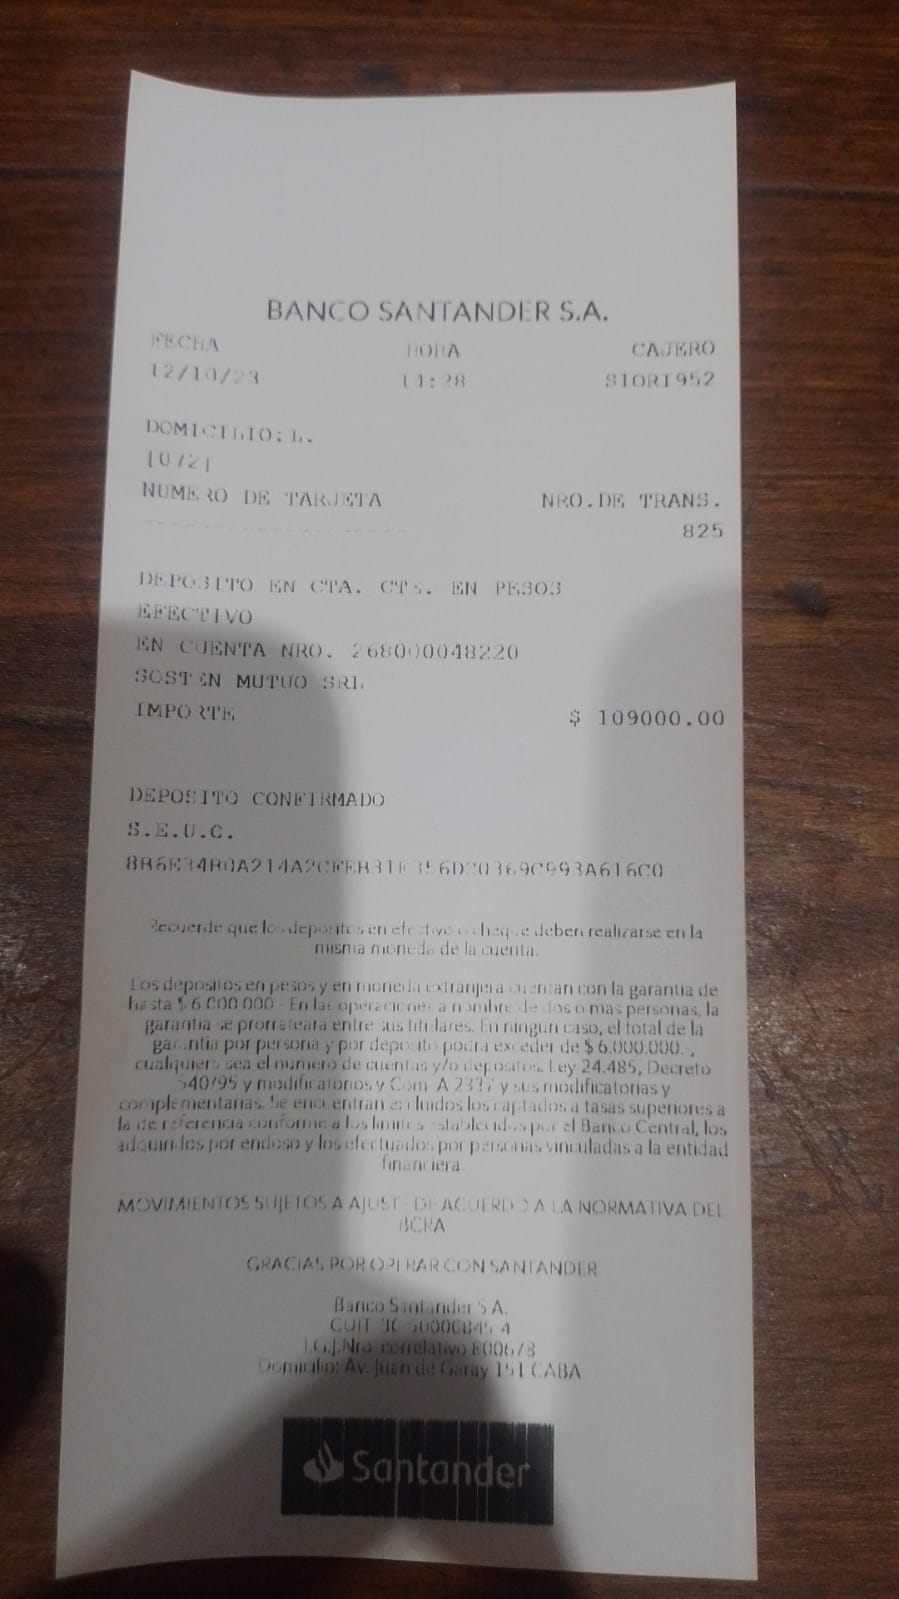 BANCO SANTANDER S.A.
FECHA HORA CAJERO
12/10/23 14:28 S1OR1952
DOMICILIO: L.
NUMERO DE TARJETA NRO.DE TRANS.
825
DEPOSITO EN CTA. CTE. EN PESOS
EFECTIVO
EN CUENTA NRO. 268000048220
SOSTEN MUTUO SRL
IMPORTE $ 109000.00
DEPOSITO CONFIRMADO
S.E.U.O.
Recuerde que los depositos en efectivo o cheque deben realizarse en la
misma moneda de la cuenta.
Los depositos en pesos y en moneda extranjera cuentan con la garantia de
hasta $ 6.000.000 - En las operaciones a nombre de dos o mas personas, la
garantia se prorrateara entre sus titulares. En ningun caso, el total de la
garantia por persona y por deposito podra exceder de $ 6.000.000.-,
cualquiera sea el numero de cuentas y/o depositos. Ley 24.485, Decreto
540/95 y modificatorios y Com. A 2337 y sus modificatorias y
complementarias. Se encuentran excluidos los captados a tasas superiores a
la de referencia conforme a los limites establecidos por el Banco Central, los
adquiridos por endoso y los efectuados por personas vinculadas a la entidad
financiera
MOVIMIENTOS SUJETOS A AJUSTE DE ACUERDO A LA NORMATIVA DEL
BCRA
GRACIAS POR OPERAR CON SANTANDER
Banco Santander S.A.
CUIT 30-50000845-4
I.G.J.Nro. correlativo 800678
Domicilio: Av. Juan de Garay 151 CABA
Santander